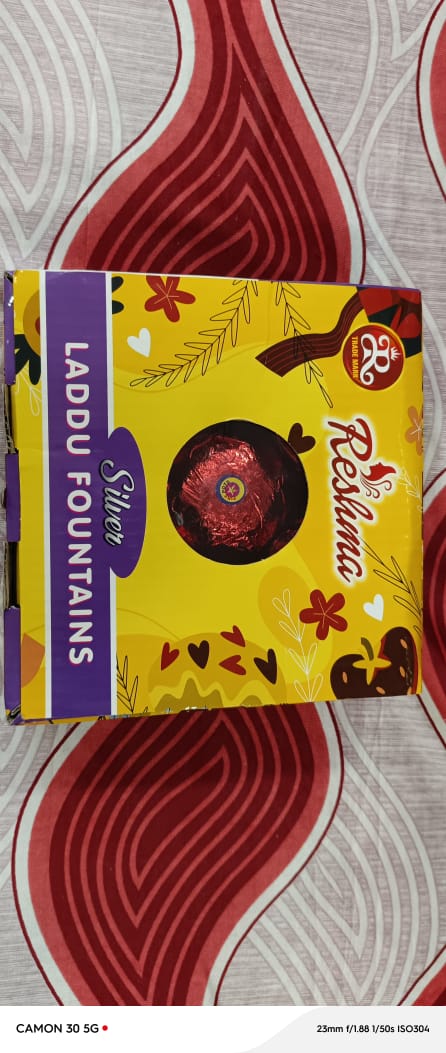 R
TRADE MARK
Reshma
Silver
LADDU FOUNTAINS
CAMON 30 5G
23mm f/1.88 1/50s ISO304